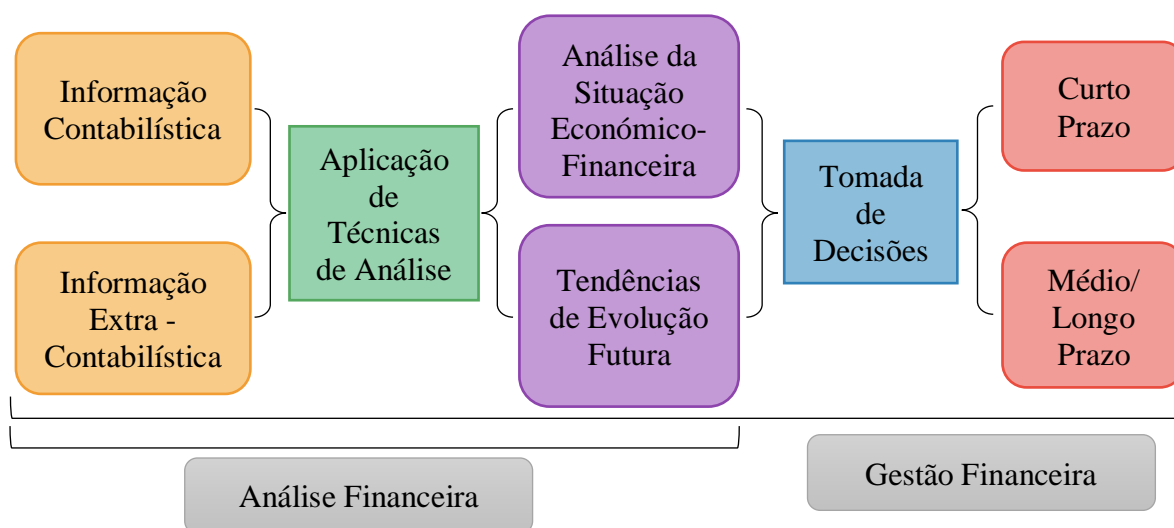 Informação
Contabilística
Informação
Extra -
Contabilística
Aplicação
de
Técnicas
de Análise
Análise da
Situação
Económico-
Financeira
Tendências
de Evolução
Futura
Tomada
de
Decisões
Curto
Prazo
Médio/
Longo
Prazo
Análise Financeira
Gestão Financeira